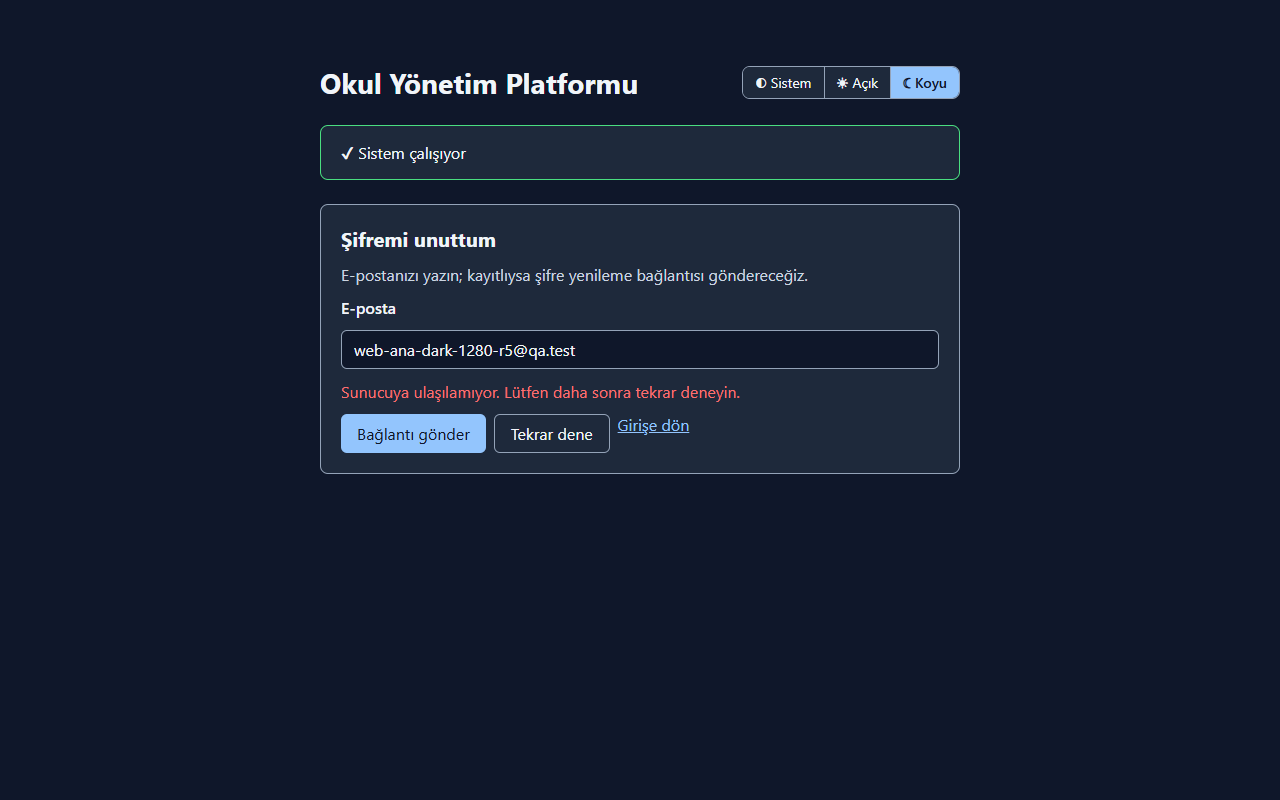 Okul Yönetim Platformu
◐ Sistem ☀ Açık ☾ Koyu
✓ Sistem çalışıyor
Şifremi unuttum
E-postanızı yazın; kayıtlıysa şifre yenileme bağlantısı göndereceğiz.
E-posta
web-ana-dark-1280-r5@qa.test
Sunucuya ulaşılamıyor. Lütfen daha sonra tekrar deneyin.
Bağlantı gönder Tekrar dene Girişe dön